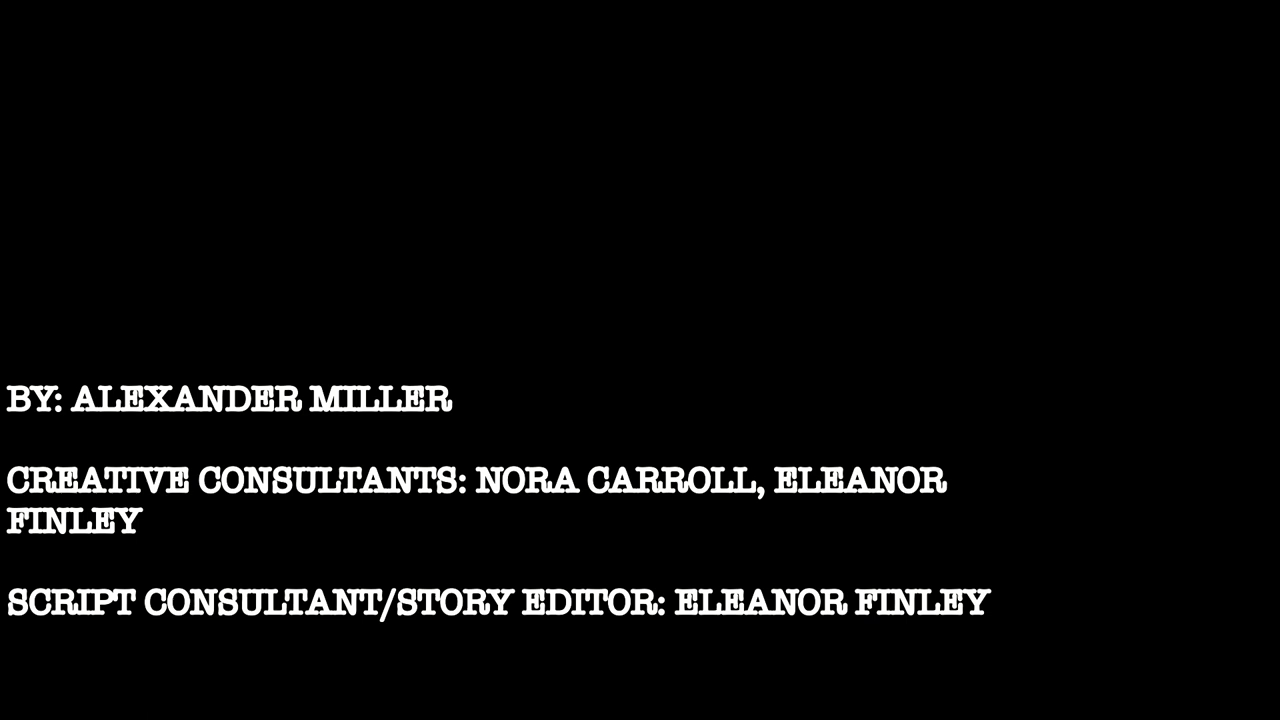 BY: ALEXANDER MILLER
CREATIVE CONSULTANTS: NORA CARROLL, ELEANOR
FINLEY
SCRIPT CONSULTANT/STORY EDITOR: ELEANOR FINLEY